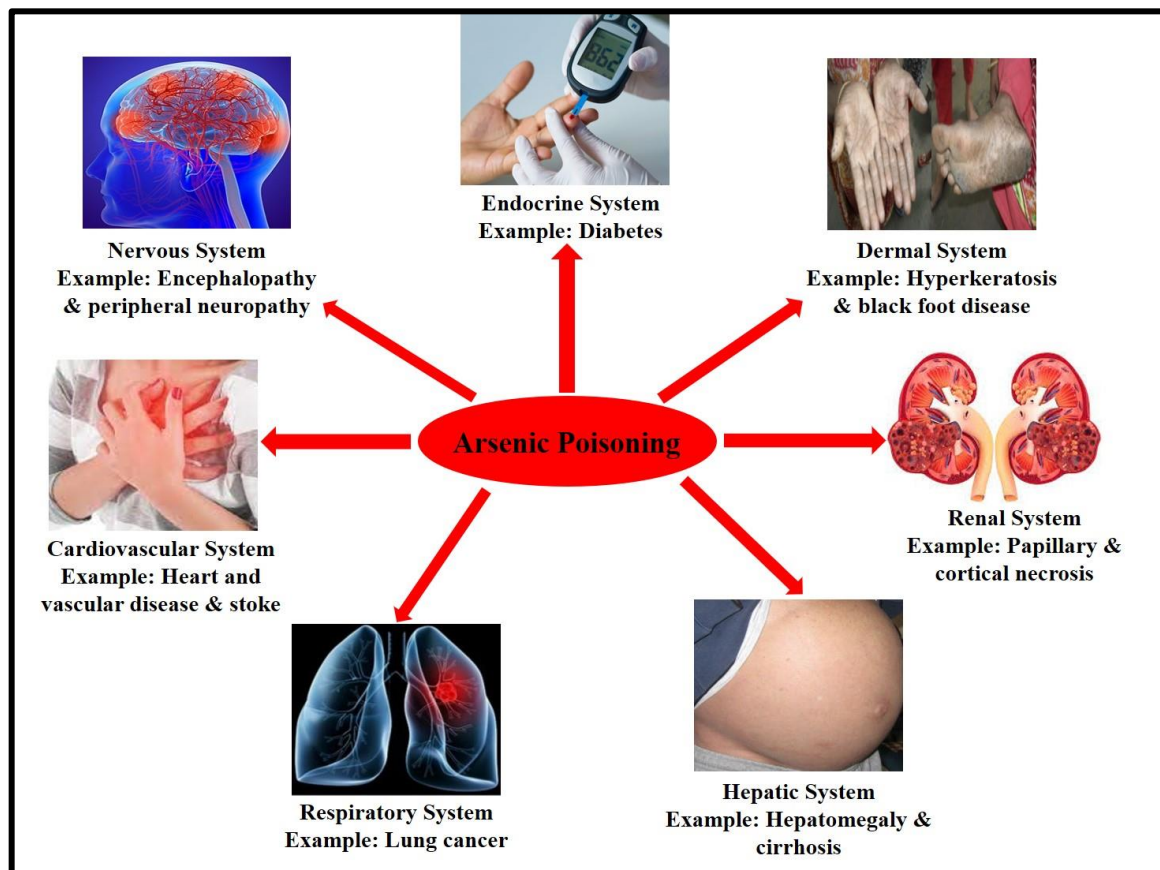 Endocrine System
Example: Diabetes
Nervous System
Example: Encephalopathy
& peripheral neuropathy
Dermal System
Example: Hyperkeratosis
& black foot disease
Arsenic Poisoning
Cardiovascular System
Example: Heart and
vascular disease & stoke
Renal System
Example: Papillary &
cortical necrosis
Respiratory System
Example: Lung cancer
Hepatic System
Example: Hepatomegaly &
cirrhosis